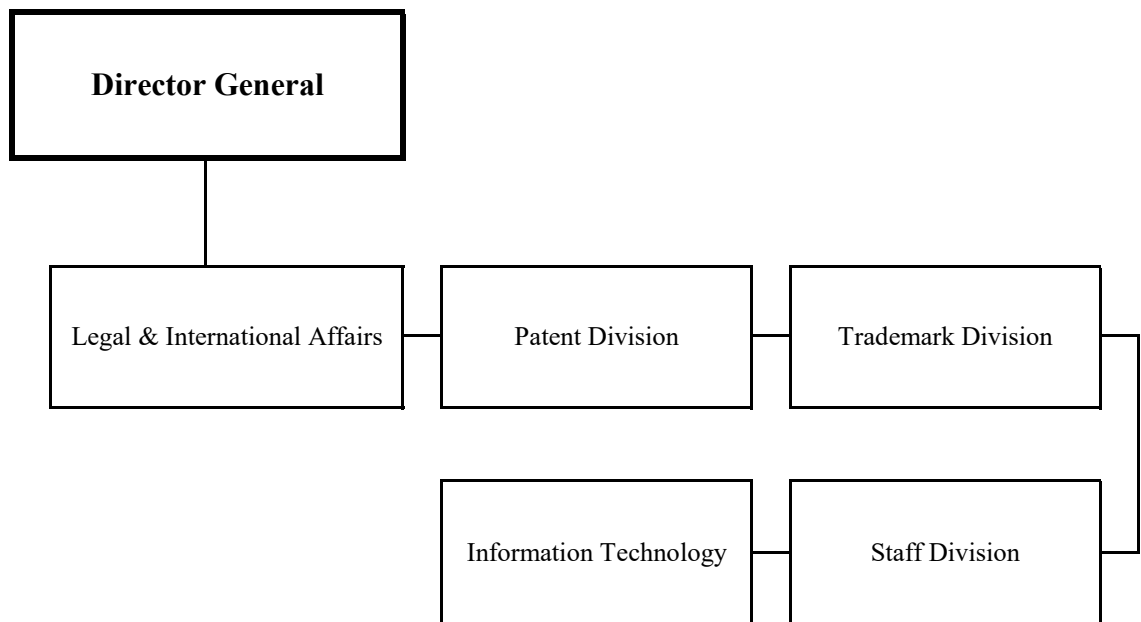 Director General
Legal & International Affairs
Patent Division
Trademark Division
Information Technology
Staff Division